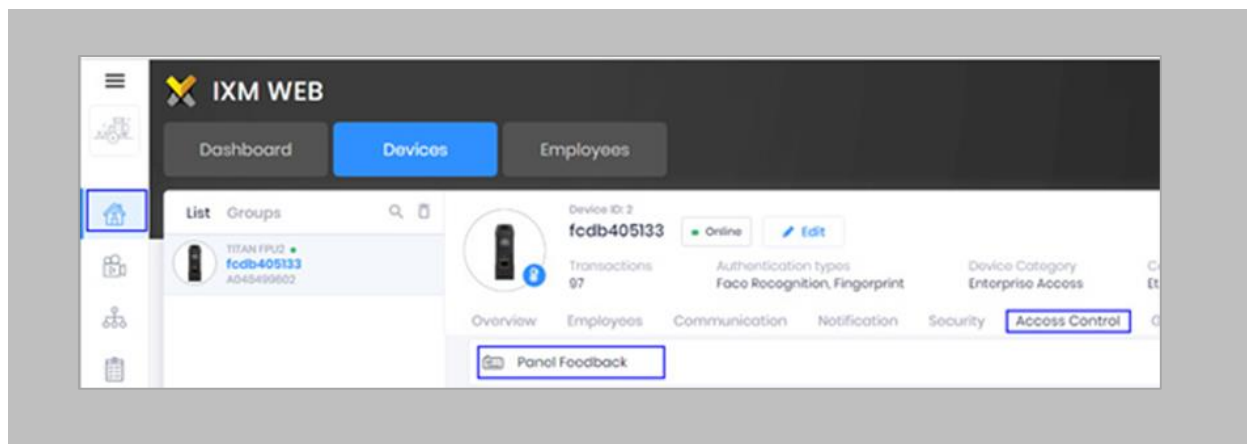 IXM WEB
Dashboard Devices Employees
List Groups
TITAN FPU2
fcdb405133
Device ID: 2
fcdb405133 Online Edit
Transactions Authentication types Device Category
97 Face Recognition, Fingerprint Enterprise Access
Overview Employees Communication Notification Security Access Control
Panel Feedback